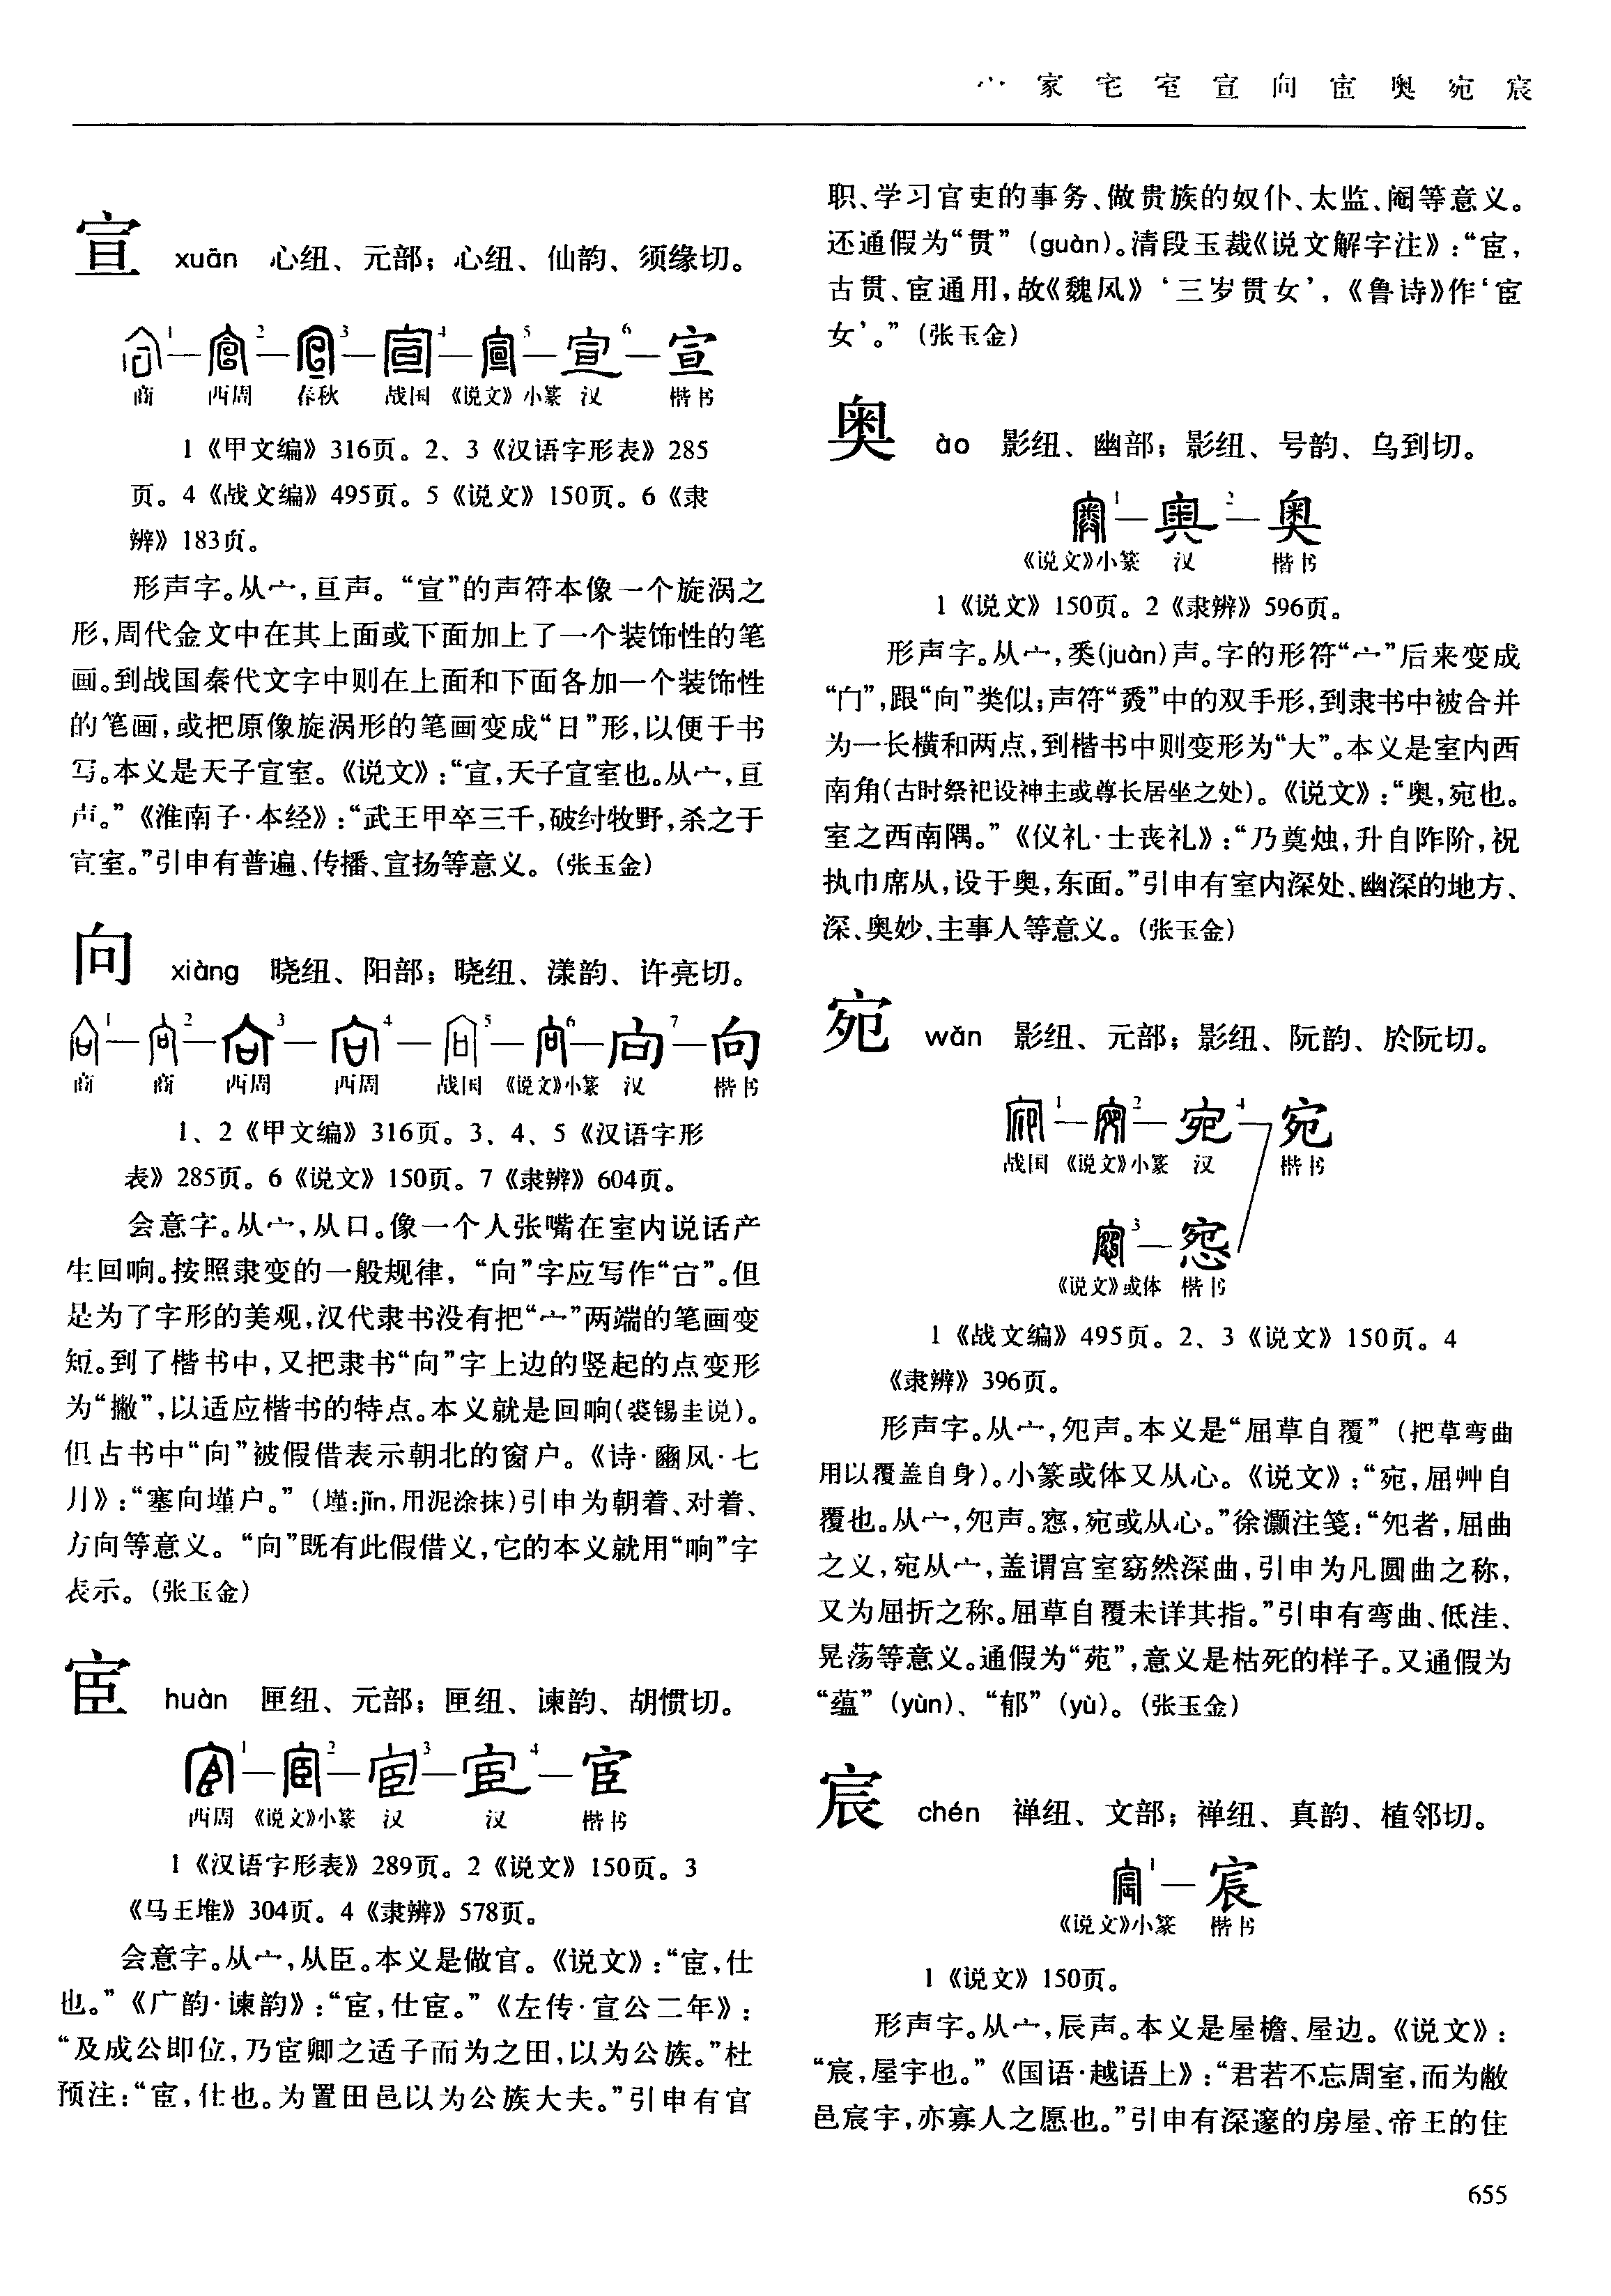 宀 家 宅 室 宣 向 宦 奥 宛 宸
宣 xuān 心纽、元部；心纽、仙韵、须缘切。
1 2 3 4 5 6 宣
商 西周 春秋 战国 《说文》小篆 汉 楷书
1《甲文编》316页。2、3《汉语字形表》285
页。4《战文编》495页。5《说文》150页。6《隶
辨》183页。
形声字。从宀，亘声。“宣”的声符本像一个旋涡之
形，周代金文中在其上面或下面加上了一个装饰性的笔
画。到战国秦代文字中则在上面和下面各加一个装饰性
的笔画，或把原像旋涡形的笔画变成“日”形，以便于书
写。本义是天子宣室。《说文》：“宣，天子宣室也。从宀，亘
声。”《淮南子·本经》：“武王甲卒三千，破纣牧野，杀之于
宣室。”引申有普遍、传播、宣扬等意义。（张玉金）
向 xiàng 晓纽、阳部；晓纽、漾韵、许亮切。
1 2 3 4 5 6 7 向
商 商 西周 西周 战国 《说文》小篆 汉 楷书
1、2《甲文编》316页。3、4、5《汉语字形
表》285页。6《说文》150页。7《隶辨》604页。
会意字。从宀，从口。像一个人张嘴在室内说话产
生回响。按照隶变的一般规律，“向”字应写作“㝉”。但
是为了字形的美观，汉代隶书没有把“宀”两端的笔画变
短。到了楷书中，又把隶书“向”字上边的竖起的点变形
为“撇”，以适应楷书的特点。本义就是回响（裘锡圭说）。
但古书中“向”被假借表示朝北的窗户。《诗·豳风·七
月》：“塞向墐户。”（墐：jìn，用泥涂抹）引申为朝着、对着、
方向等意义。“向”既有此假借义，它的本义就用“响”字
表示。（张玉金）
宦 huàn 匣纽、元部；匣纽、谏韵、胡惯切。
1 2 3 4 宦
西周 《说文》小篆 汉 汉 楷书
1《汉语字形表》289页。2《说文》150页。3
《马王堆》304页。4《隶辨》578页。
会意字。从宀，从臣。本义是做官。《说文》：“宦，仕
也。”《广韵·谏韵》：“宦，仕宦。”《左传·宣公二年》：
“及成公即位，乃宦卿之适子而为之田，以为公族。”杜
预注：“宦，仕也。为置田邑以为公族大夫。”引申有官
职、学习官吏的事务、做贵族的奴仆、太监、阉等意义。
还通假为“贯”（guàn）。清段玉裁《说文解字注》：“宦，
古贯、宦通用，故《魏风》‘三岁贯女’，《鲁诗》作‘宦
女’。”（张玉金）
奥 ào 影纽、幽部；影纽、号韵、乌到切。
1 2 奥
《说文》小篆 汉 楷书
1《说文》150页。2《隶辨》596页。
形声字。从宀，䊤(juàn)声。字的形符“宀”后来变成
“冂”，跟“向”类似；声符“䊤”中的双手形，到隶书中被合并
为一长横和两点，到楷书中则变形为“大”。本义是室内西
南角（古时祭祀设神主或尊长居坐之处）。《说文》：“奥，宛也。
室之西南隅。”《仪礼·士丧礼》：“乃奠烛，升自阼阶，祝
执巾席从，设于奥，东面。”引申有室内深处、幽深的地方、
深、奥妙、主事人等意义。（张玉金）
宛 wǎn 影纽、元部；影纽、阮韵、於阮切。
1 2 4 宛
战国 《说文》小篆 汉 楷书
3 惌
《说文》或体 楷书
1《战文编》495页。2、3《说文》150页。4
《隶辨》396页。
形声字。从宀，夗声。本义是“屈草自覆”（把草弯曲
用以覆盖自身）。小篆或体又从心。《说文》：“宛，屈艸自
覆也。从宀，夗声。惌，宛或从心。”徐灏注笺：“夗者，屈曲
之义，宛从宀，盖谓宫室窈然深曲，引申为凡圆曲之称，
又为屈折之称。屈草自覆未详其指。”引申有弯曲、低洼、
晃荡等意义。通假为“苑”，意义是枯死的样子。又通假为
“蕴”（yùn）、“郁”（yù）。（张玉金）
宸 chén 禅纽、文部；禅纽、真韵、植邻切。
1 宸
《说文》小篆 楷书
1《说文》150页。
形声字。从宀，辰声。本义是屋檐、屋边。《说文》：
“宸，屋宇也。”《国语·越语上》：“君若不忘周室，而为敝
邑宸宇，亦寡人之愿也。”引申有深邃的房屋、帝王的住
655